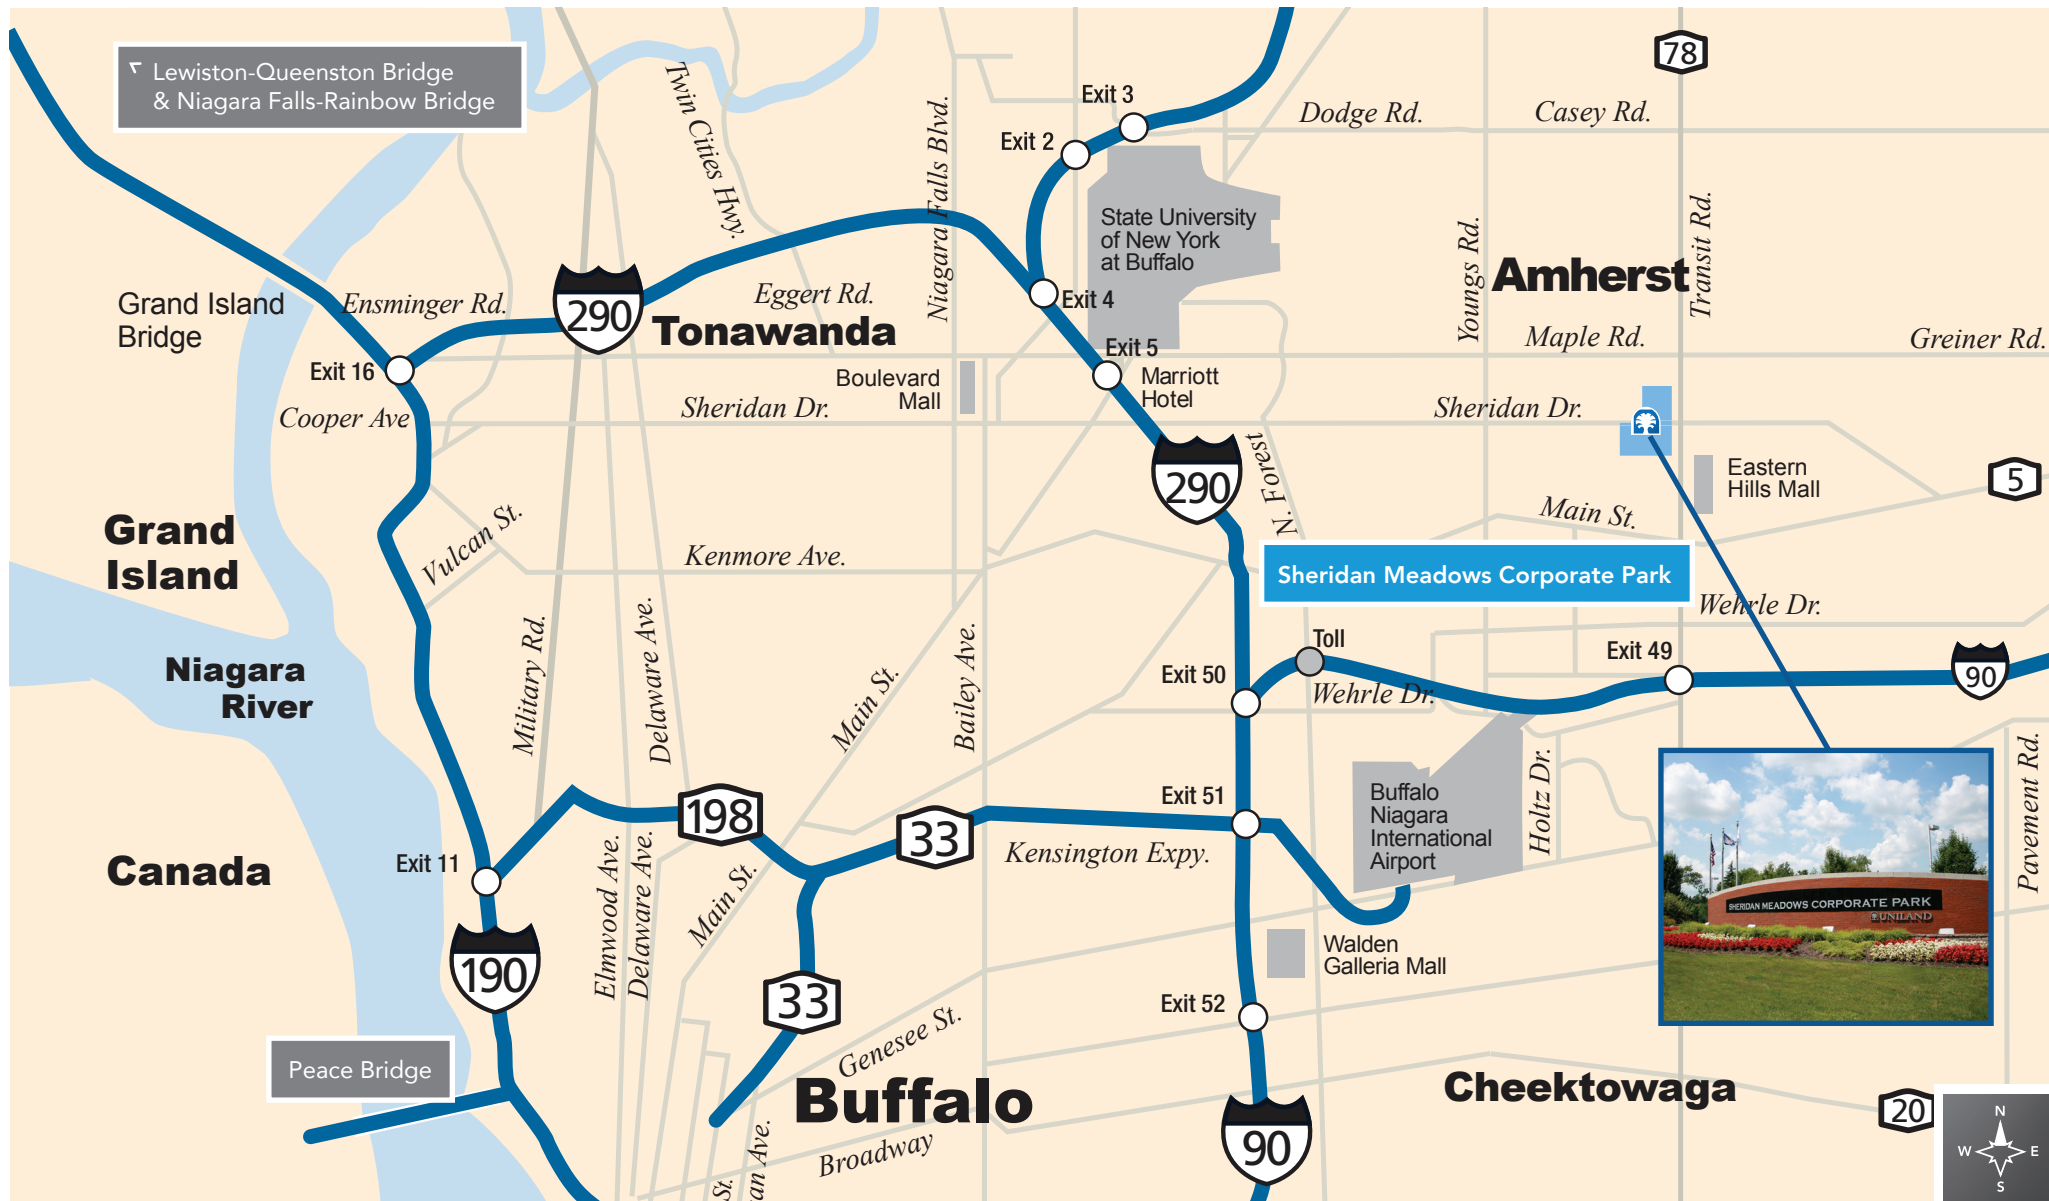 Lewiston-Queenston Bridge
& Niagara Falls-Rainbow Bridge
Twin Cities Hwy.
Niagara Falls Blvd.
Exit 3
Exit 2
Dodge Rd.
Casey Rd.
78
State University
of New York
at Buffalo
Youngs Rd.
Transit Rd.
Amherst
Grand Island
Bridge
Ensminger Rd.
290
Eggert Rd.
Tonawanda
Exit 4
Exit 5
Maple Rd.
Greiner Rd.
Exit 16
Boulevard
Mall
Marriott
Hotel
Cooper Ave
Sheridan Dr.
Sheridan Dr.
290
N. Forest
Eastern
Hills Mall
5
Main St.
Grand
Island
Vulcan St.
Kenmore Ave.
Sheridan Meadows Corporate Park
Wehrle Dr.
Niagara
River
Military Rd.
Delaware Ave.
Main St.
Bailey Ave.
Toll
Exit 50
Wehrle Dr.
Exit 49
90
Exit 51
Buffalo
Niagara
International
Airport
Holtz Dr.
Pavement Rd.
198
33
Kensington Expy.
Canada
Exit 11
Elmwood Ave.
Delaware Ave.
Main St.
SHERIDAN MEADOWS CORPORATE PARK
UNILAND
190
33
Walden
Galleria Mall
Exit 52
Genesee St.
Peace Bridge
Buffalo
Cheektowaga
20
Broadway
90
St.
an Ave.
N
W E
S